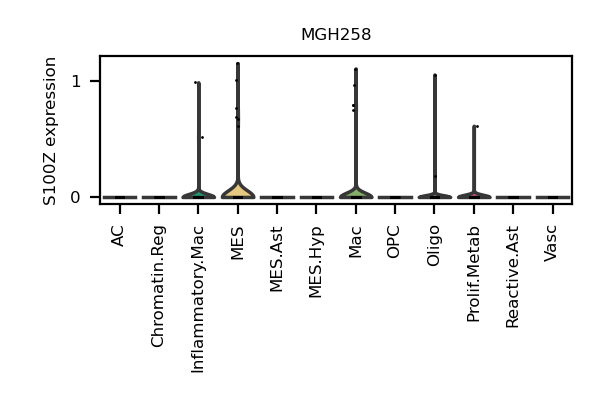 MGH258
S100Z expression
1
0
AC
Chromatin.Reg
Inflammatory.Mac
MES
MES.Ast
MES.Hyp
Mac
OPC
Oligo
Prolif.Metab
Reactive.Ast
Vasc